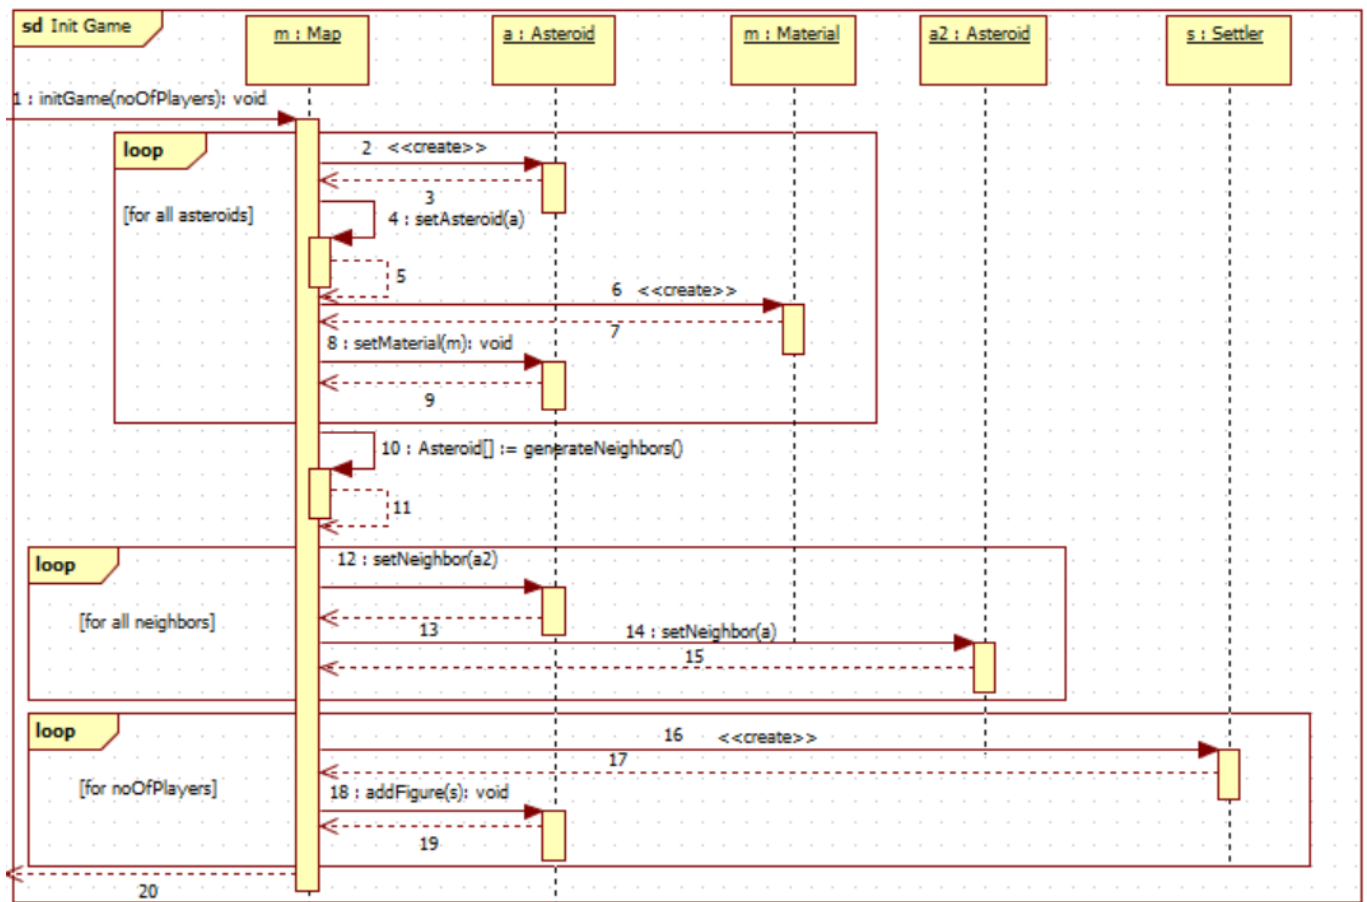 sd Init Game
m : Map
a : Asteroid
m : Material
a2 : Asteroid
s : Settler
1 : initGame(noOfPlayers): void
loop
[for all asteroids]
2 <<create>>
3
4 : setAsteroid(a)
5
6 <<create>>
7
8 : setMaterial(m): void
9
10 : Asteroid[] := generateNeighbors()
11
loop
[for all neighbors]
12 : setNeighbor(a2)
13
14 : setNeighbor(a)
15
loop
[for noOfPlayers]
16 <<create>>
17
18 : addFigure(s): void
19
20